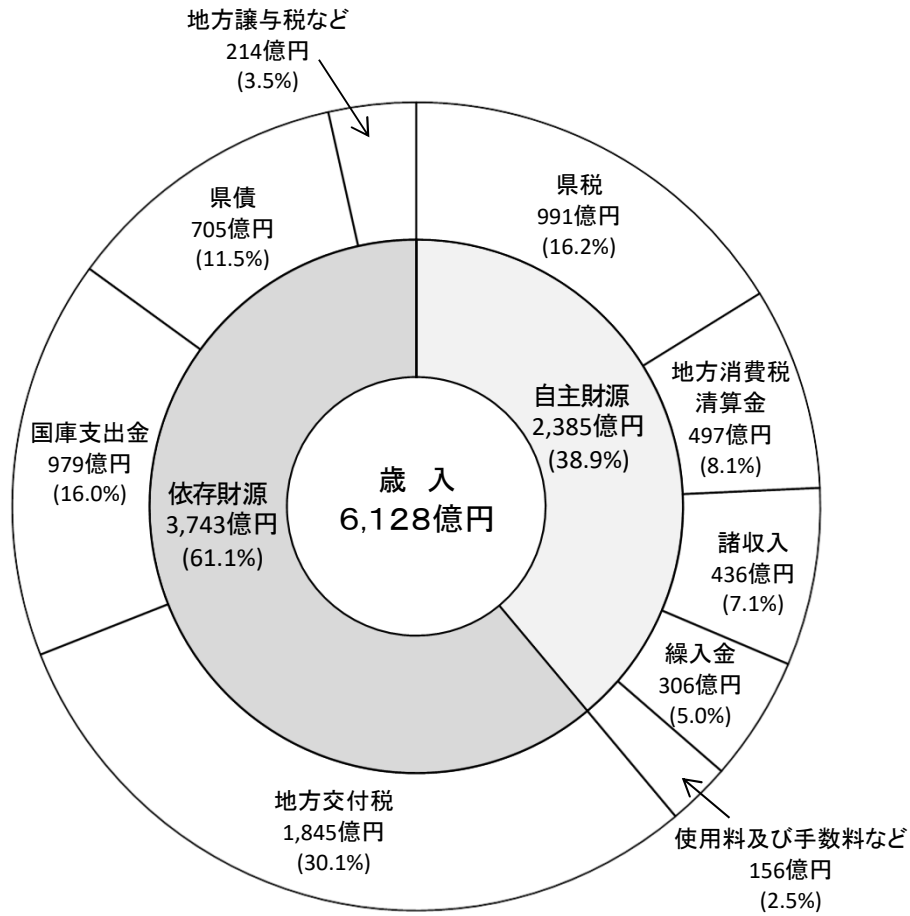 地方譲与税など
214億円
(3.5%)
県債
705億円
(11.5%)
県税
991億円
(16.2%)
地方消費税
清算金
497億円
(8.1%)
自主財源
2,385億円
(38.9%)
国庫支出金
979億円
(16.0%)
依存財源
3,743億円
(61.1%)
歳 入
6,128億円
諸収入
436億円
(7.1%)
繰入金
306億円
(5.0%)
地方交付税
1,845億円
(30.1%)
使用料及び手数料など
156億円
(2.5%)